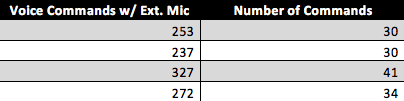 Voice Commands w/ Ext. Mic Number of Commands
253 30
237 30
327 41
272 34